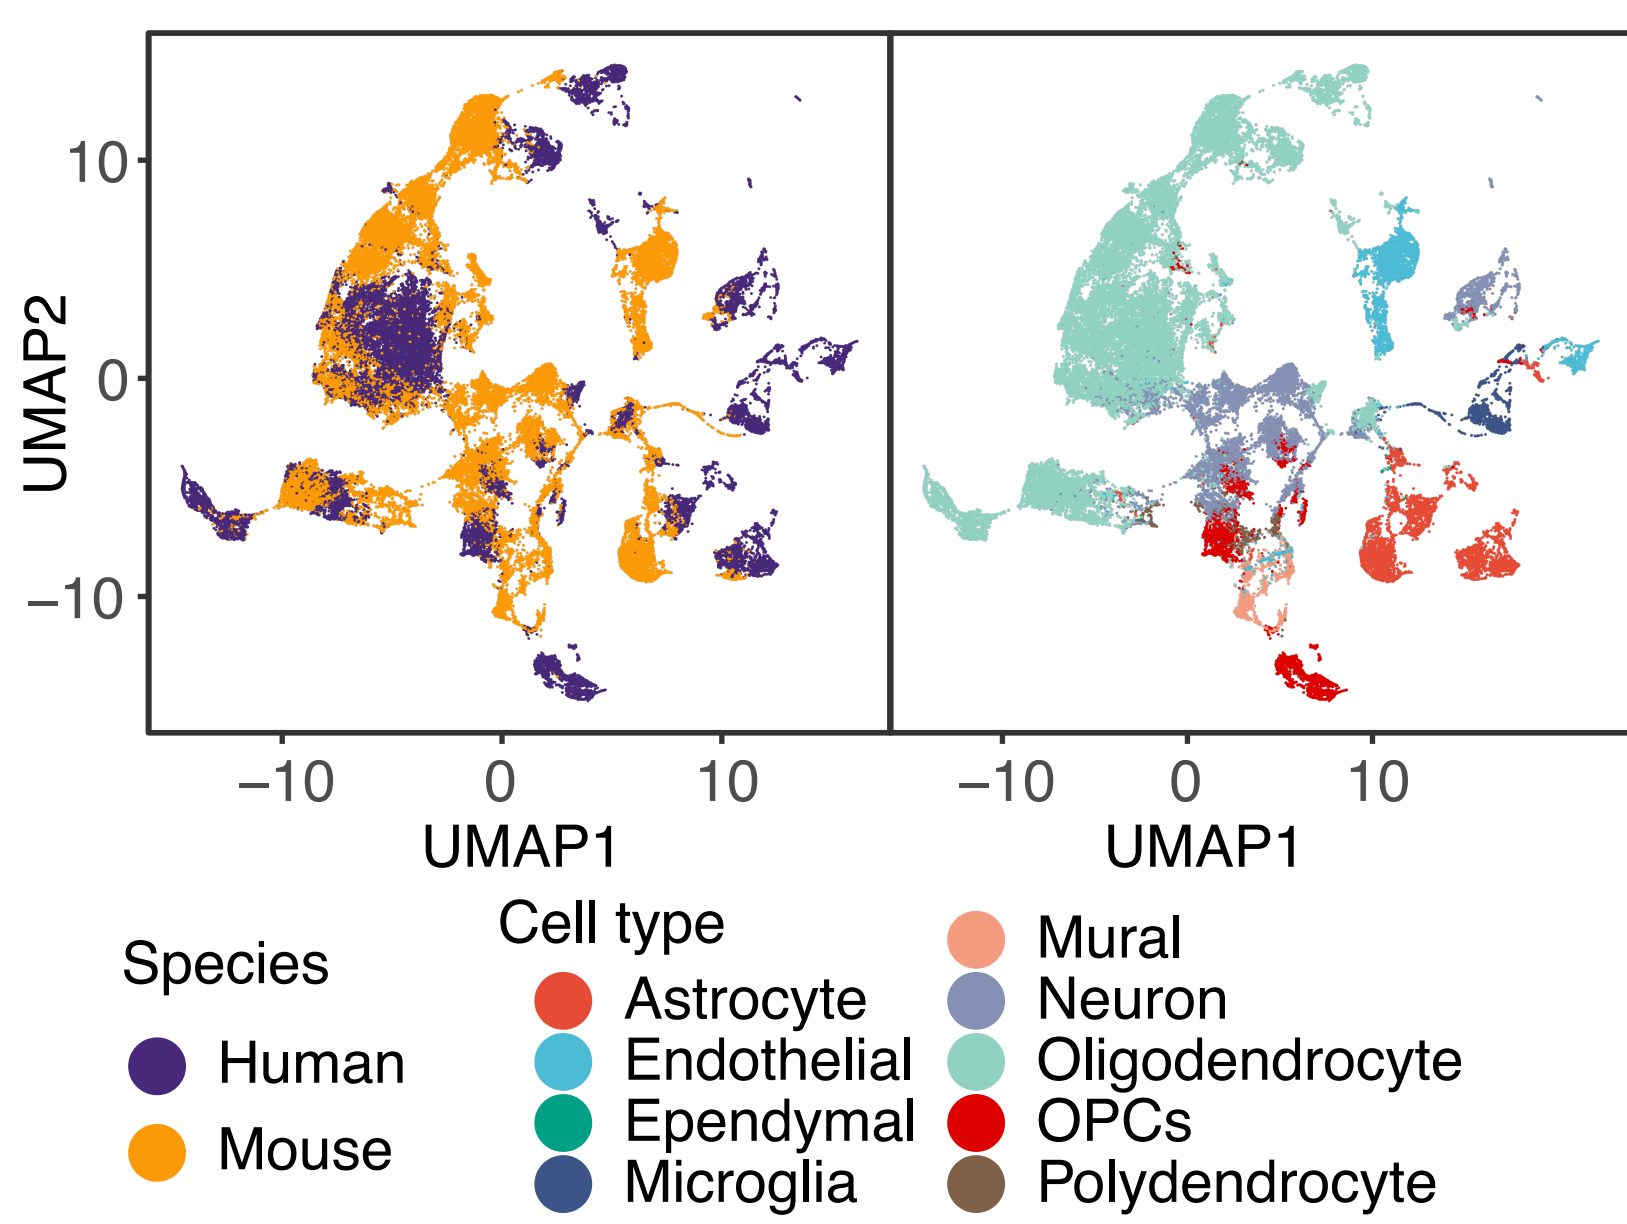 UMAP2
10
0
−10
−10
0
10
−10
0
10
UMAP1
UMAP1
Species
Human
Mouse
Cell type
Astrocyte
Endothelial
Ependymal
Microglia
Mural
Neuron
Oligodendrocyte
OPCs
Polydendrocyte